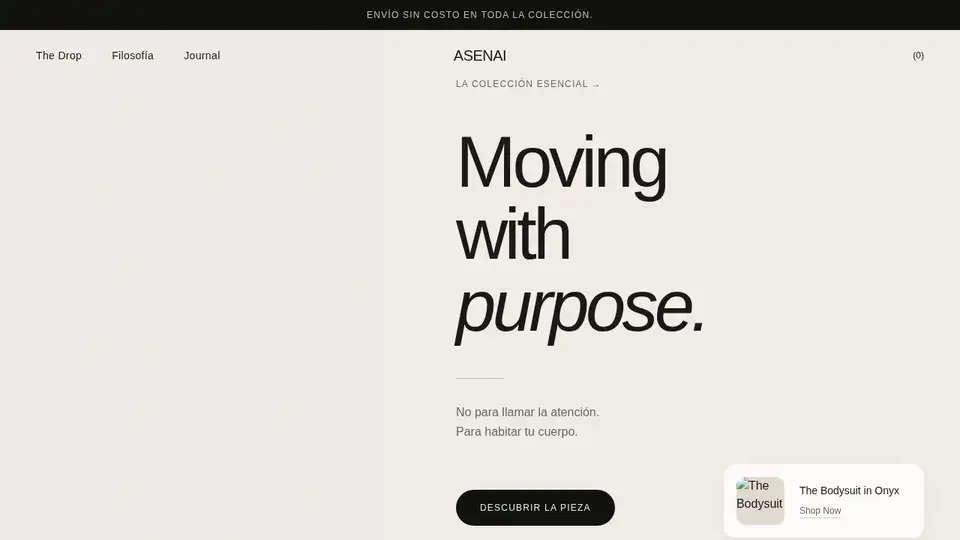 ENVÍO SIN COSTO EN TODA LA COLECCIÓN.
The Drop
Filosofía
Journal
ASENAI
(0)
LA COLECCIÓN ESENCIAL →
Moving
with
purpose.
No para llamar la atención.
Para habitar tu cuerpo.
DESCUBRIR LA PIEZA
The
Bodysuit
The Bodysuit in Onyx
Shop Now